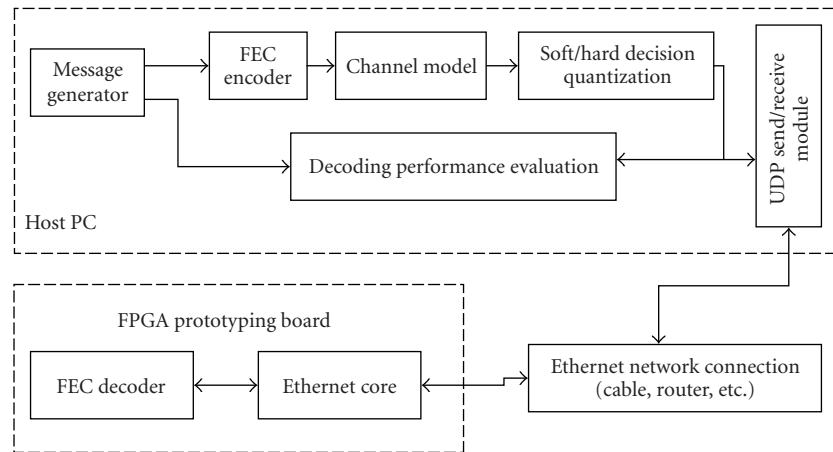 Message
generator
FEC
encoder
Channel model
Soft/hard decision
quantization
UDP send/receive
module
Decoding performance evaluation
Host PC
FPGA prototyping board
FEC decoder
Ethernet core
Ethernet network connection
(cable, router, etc.)